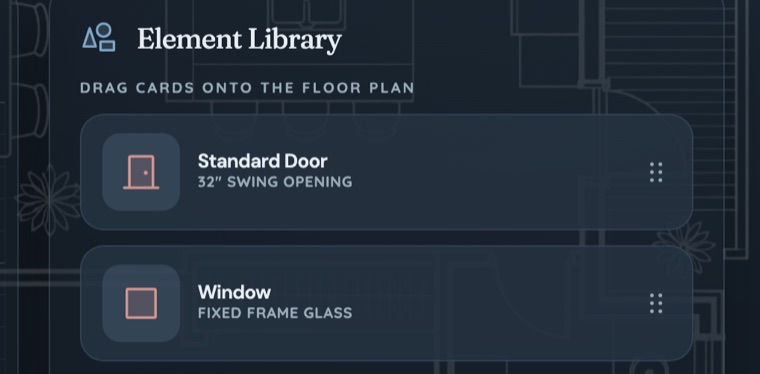 Element Library
DRAG CARDS ONTO THE FLOOR PLAN
Standard Door
32" SWING OPENING
Window
FIXED FRAME GLASS